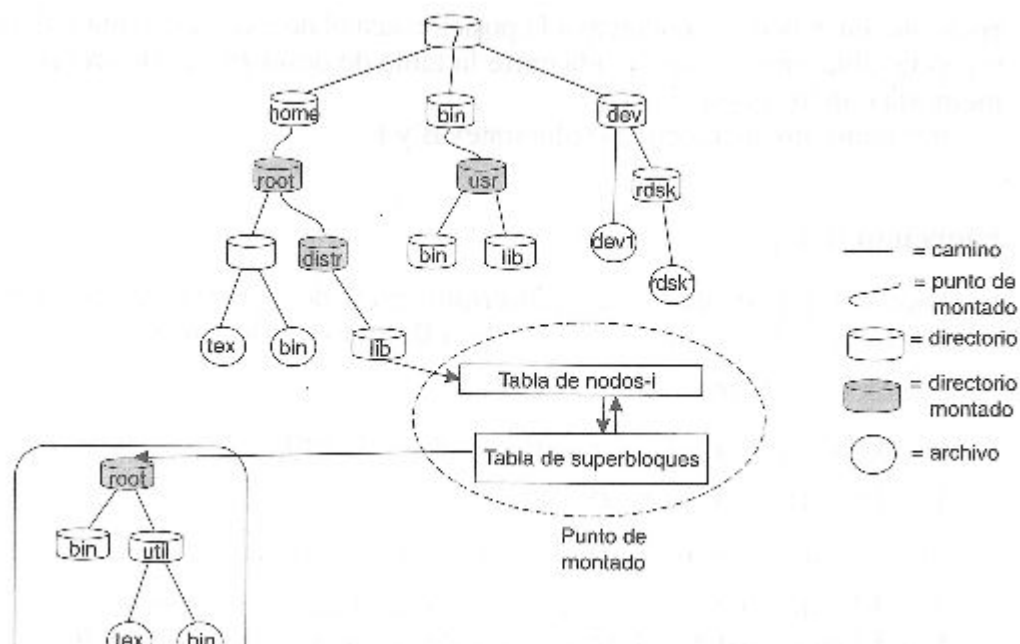 /
home
bin
dev
root
usr
rdsk
distr
bin
lib
dev1
rdsk1
tex
bin
lib
= camino
= punto de
montado
= directorio
= directorio
montado
= archivo
Tabla de nodos-i
Tabla de superbloques
Punto de
montado
root
bin
util
tex
bin